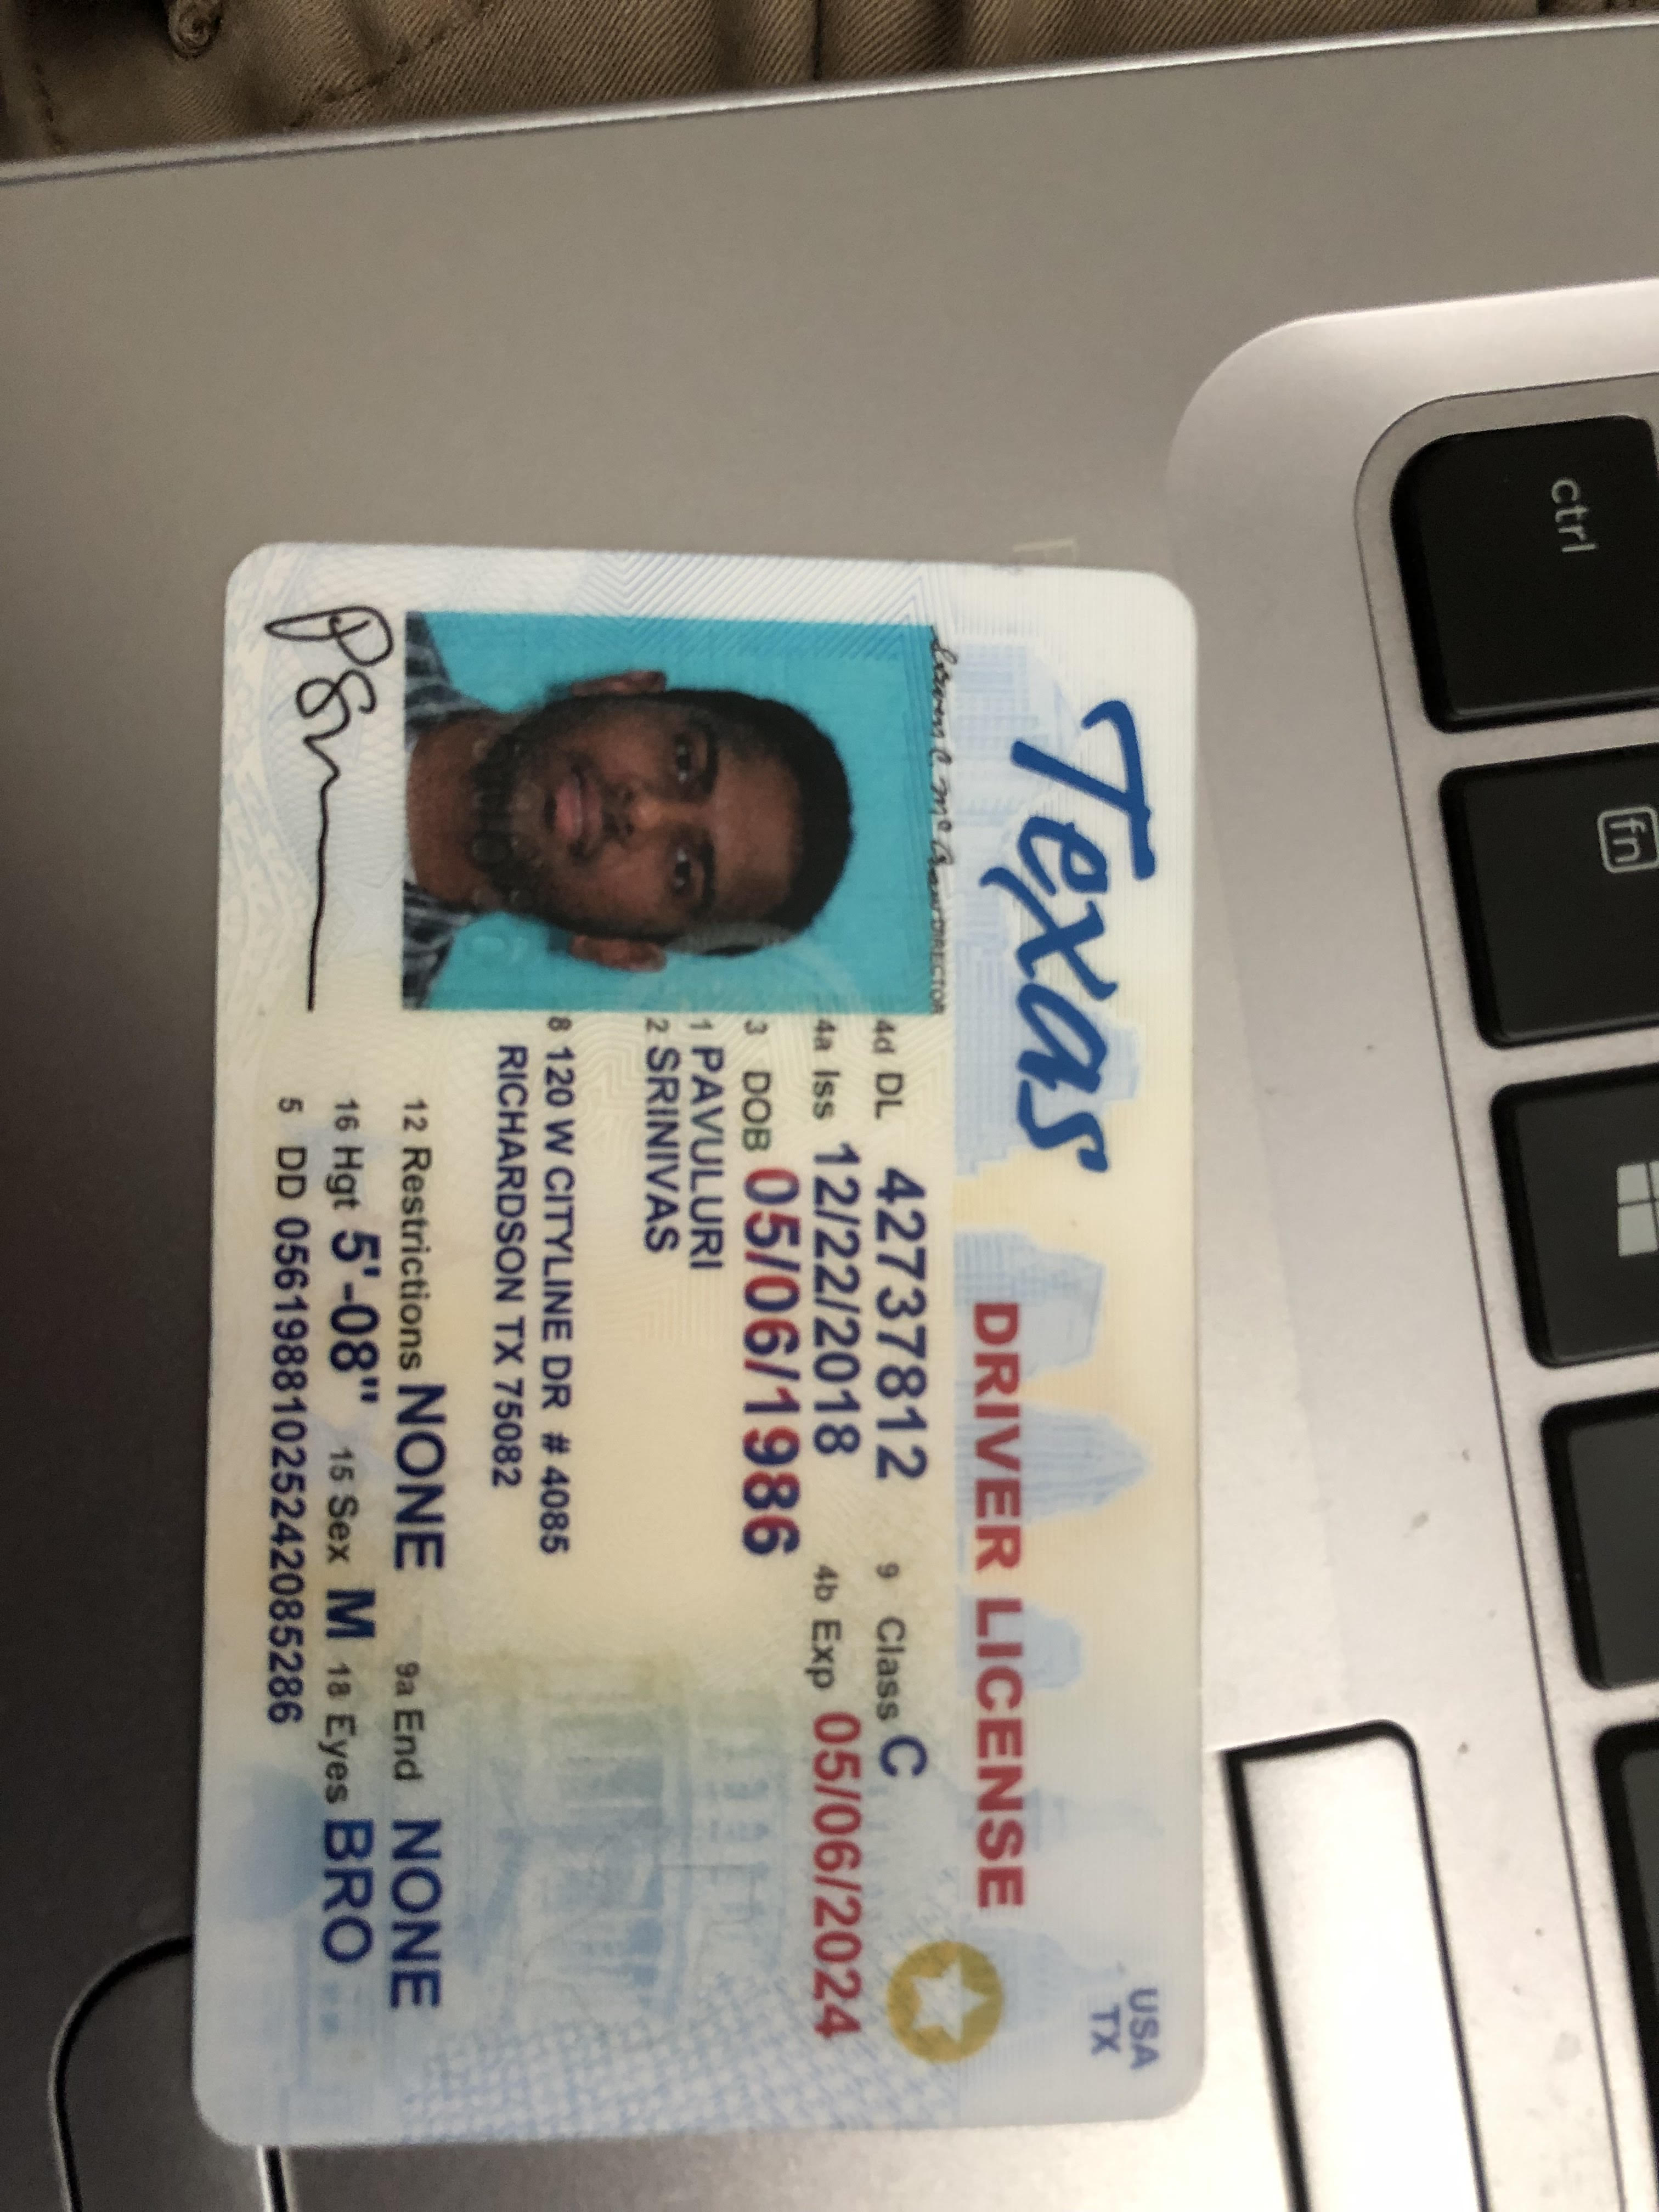 Texas DRIVER LICENSE
USA
TX
DIRECTOR
4d DL 42737812 9 Class C
4a Iss 12/22/2018 4b Exp 05/06/2024
3 DOB 05/06/1986
1 PAVULURI
2 SRINIVAS
8 120 W CITYLINE DR # 4085
RICHARDSON TX 75082
12 Restrictions NONE 9a End NONE
16 Hgt 5'-08" 15 Sex M 18 Eyes BRO
5 DD 05619881025242085286
ctrl
fn